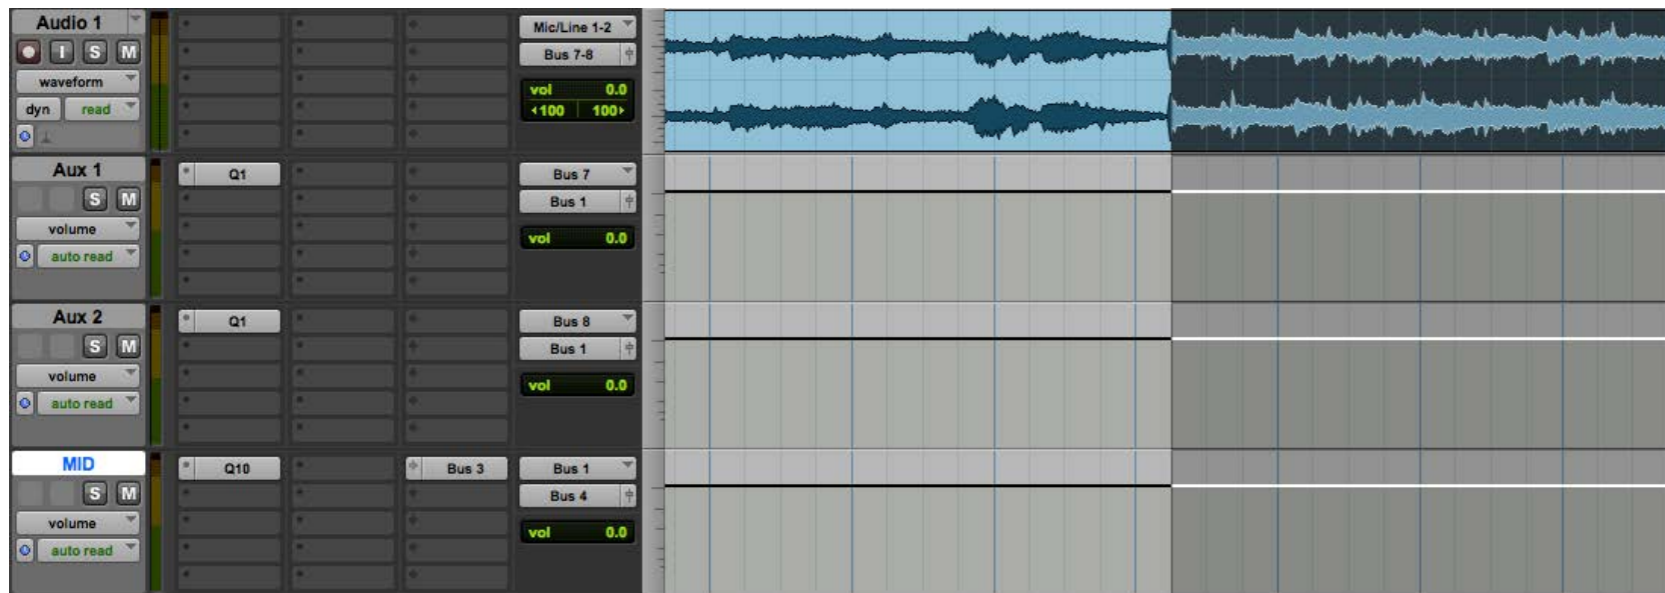 Audio 1
Mic/Line 1-2
I S M
Bus 7-8
waveform
vol 0.0
dyn read
100 100
Aux 1
Q1
Bus 7
S M
Bus 1
volume
vol 0.0
auto read
Aux 2
Q1
Bus 8
S M
Bus 1
volume
vol 0.0
auto read
MID
Q10
Bus 3
Bus 1
S M
Bus 4
volume
vol 0.0
auto read